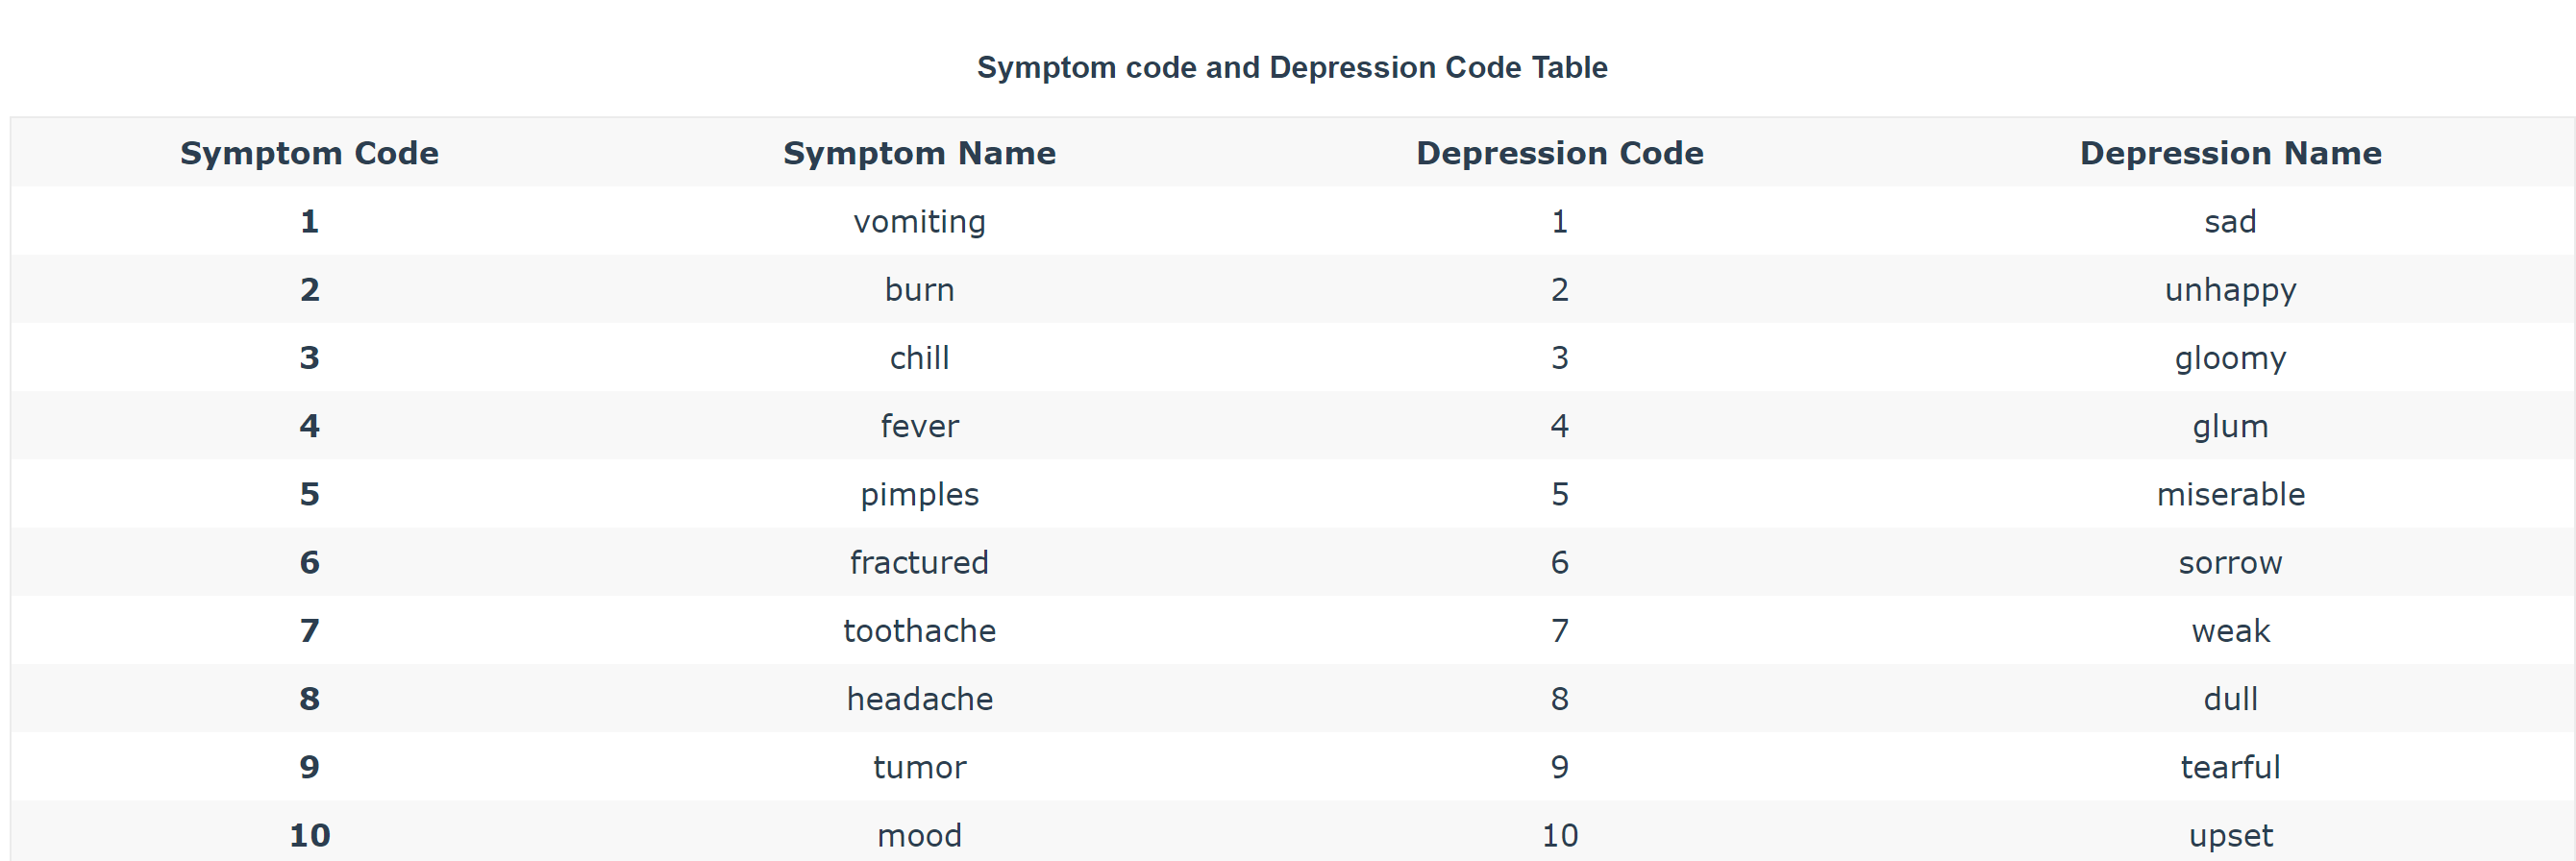 Symptom code and Depression Code Table
Symptom Code Symptom Name Depression Code Depression Name
1 vomiting 1 sad
2 burn 2 unhappy
3 chill 3 gloomy
4 fever 4 glum
5 pimples 5 miserable
6 fractured 6 sorrow
7 toothache 7 weak
8 headache 8 dull
9 tumor 9 tearful
10 mood 10 upset